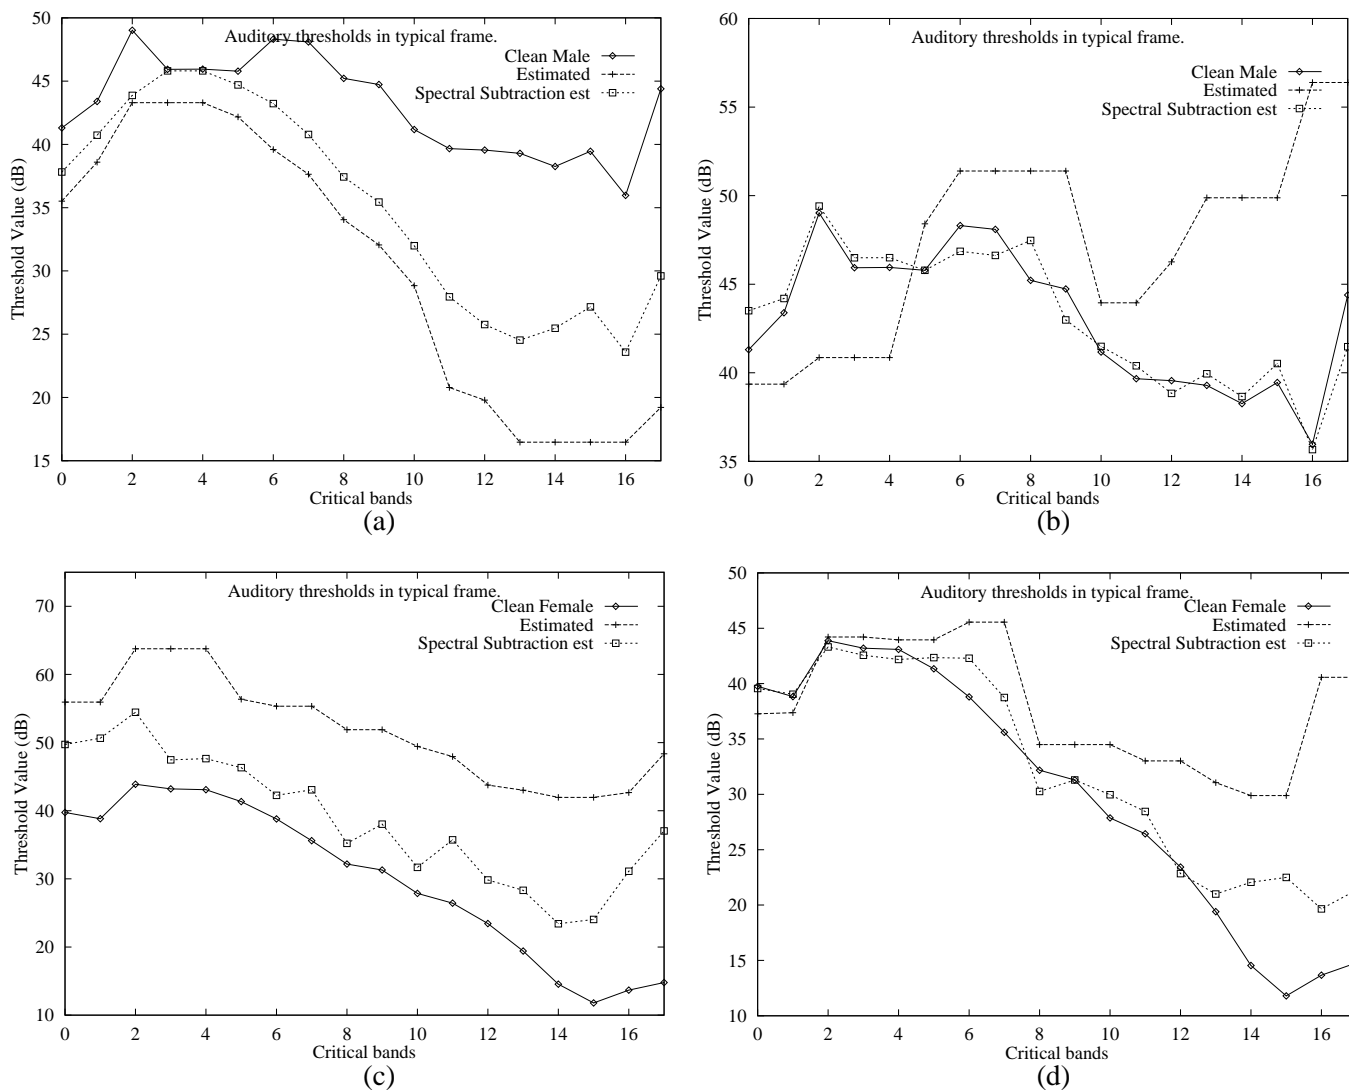 50
45
40
35
30
25
20
15
Threshold Value (dB)
Auditory thresholds in typical frame.
Clean Male
Estimated
Spectral Subtraction est
0 2 4 6 8 10 12 14 16
Critical bands
(a)
60
55
50
45
40
35
Threshold Value (dB)
Auditory thresholds in typical frame.
Clean Male
Estimated
Spectral Subtraction est
0 2 4 6 8 10 12 14 16
Critical bands
(b)
70
60
50
40
30
20
10
Threshold Value (dB)
Auditory thresholds in typical frame.
Clean Female
Estimated
Spectral Subtraction est
0 2 4 6 8 10 12 14 16
Critical bands
(c)
50
45
40
35
30
25
20
15
10
Threshold Value (dB)
Auditory thresholds in typical frame.
Clean Female
Estimated
Spectral Subtraction est
0 2 4 6 8 10 12 14 16
Critical bands
(d)